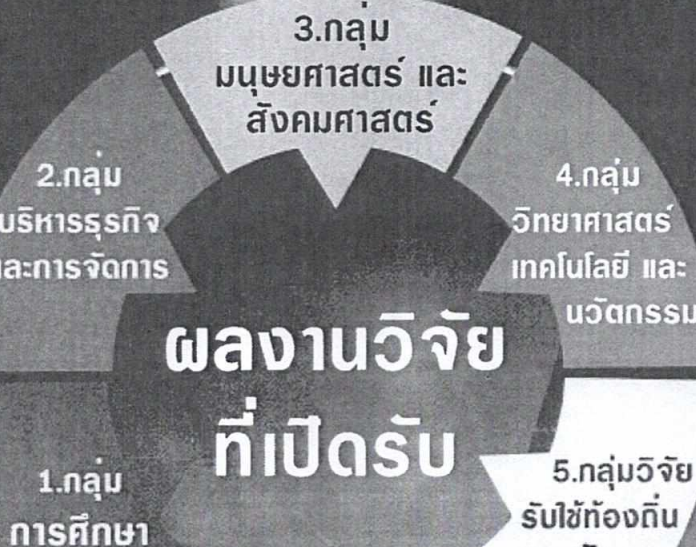 3.กลุ่ม
มนุษยศาสตร์ และ
สังคมศาสตร์
2.กลุ่ม
บริหารธุรกิจ
และการจัดการ
4.กลุ่ม
วิทยาศาสตร์
เทคโนโลยี และ
นวัตกรรม
ผลงานวิจัย
ที่เปิดรับ
1.กลุ่ม
การศึกษา
5.กลุ่มวิจัย
รับใช้ท้องถิ่น